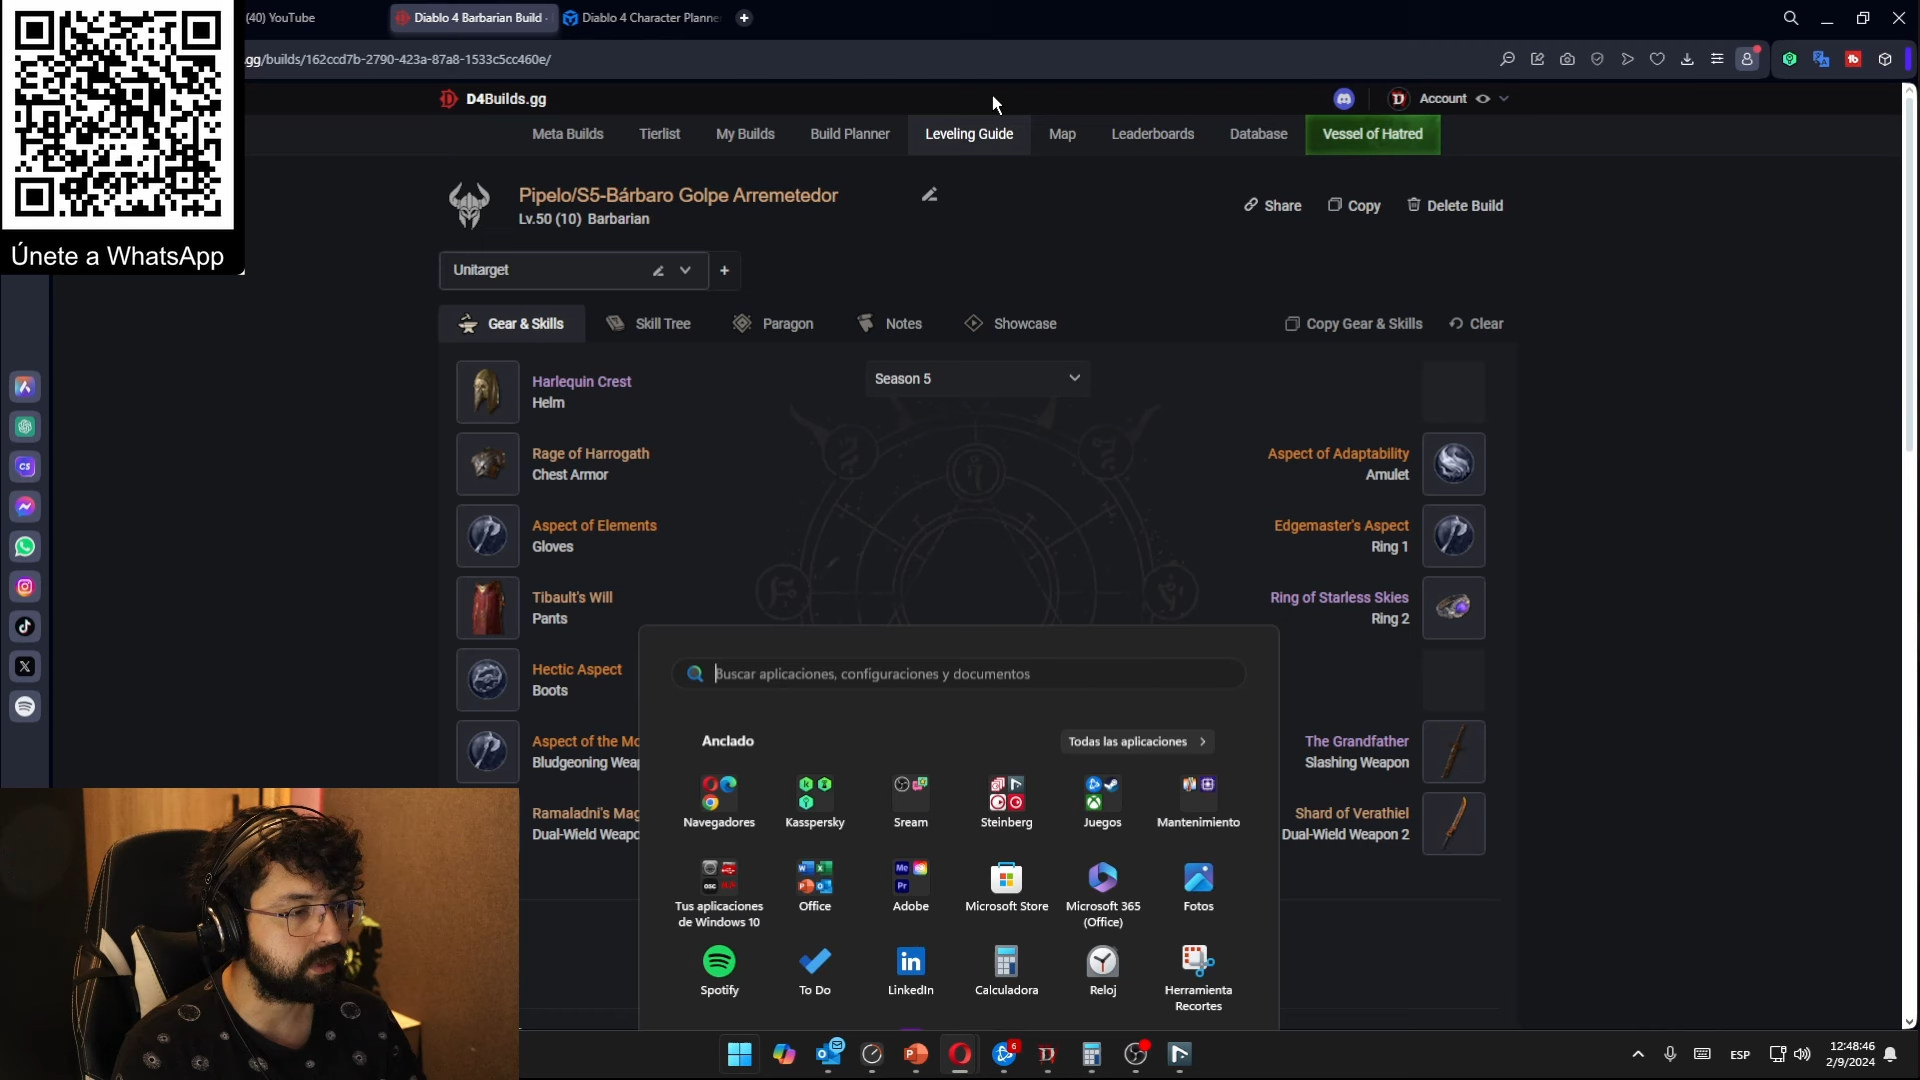 (40) YouTube
Diablo 4 Barbarian Build -
Diablo 4 Character Planne
gg/builds/162ccd7b-2790-423a-87a8-1533c5cc460e/
D4Builds.gg
Account
Meta Builds
Tierlist
My Builds
Build Planner
Leveling Guide
Map
Leaderboards
Database
Vessel of Hatred
Únete a WhatsApp
Pipelo/S5-Bárbaro Golpe Arremetedor
Lv.50 (10) Barbarian
Share
Copy
Delete Build
Unitarget
Gear & Skills
Skill Tree
Paragon
Notes
Showcase
Copy Gear & Skills
Clear
Season 5
Harlequin Crest
Helm
Rage of Harrogath
Chest Armor
Aspect of Elements
Gloves
Tibault's Will
Pants
Hectic Aspect
Boots
Aspect of the Mo
Bludgeoning Weap
Ramaladni's Mag
Dual-Wield Weapo
Aspect of Adaptability
Amulet
Edgemaster's Aspect
Ring 1
Ring of Starless Skies
Ring 2
The Grandfather
Slashing Weapon
Shard of Verathiel
Dual-Wield Weapon 2
Buscar aplicaciones, configuraciones y documentos
Anclado
Todas las aplicaciones
Navegadores
Kasspersky
Sream
Steinberg
Juegos
Mantenimiento
Tus aplicaciones
de Windows 10
Office
Adobe
Microsoft Store
Microsoft 365
(Office)
Fotos
Spotify
To Do
LinkedIn
Calculadora
Reloj
Herramienta
Recortes
ESP
12:48:46
2/9/2024